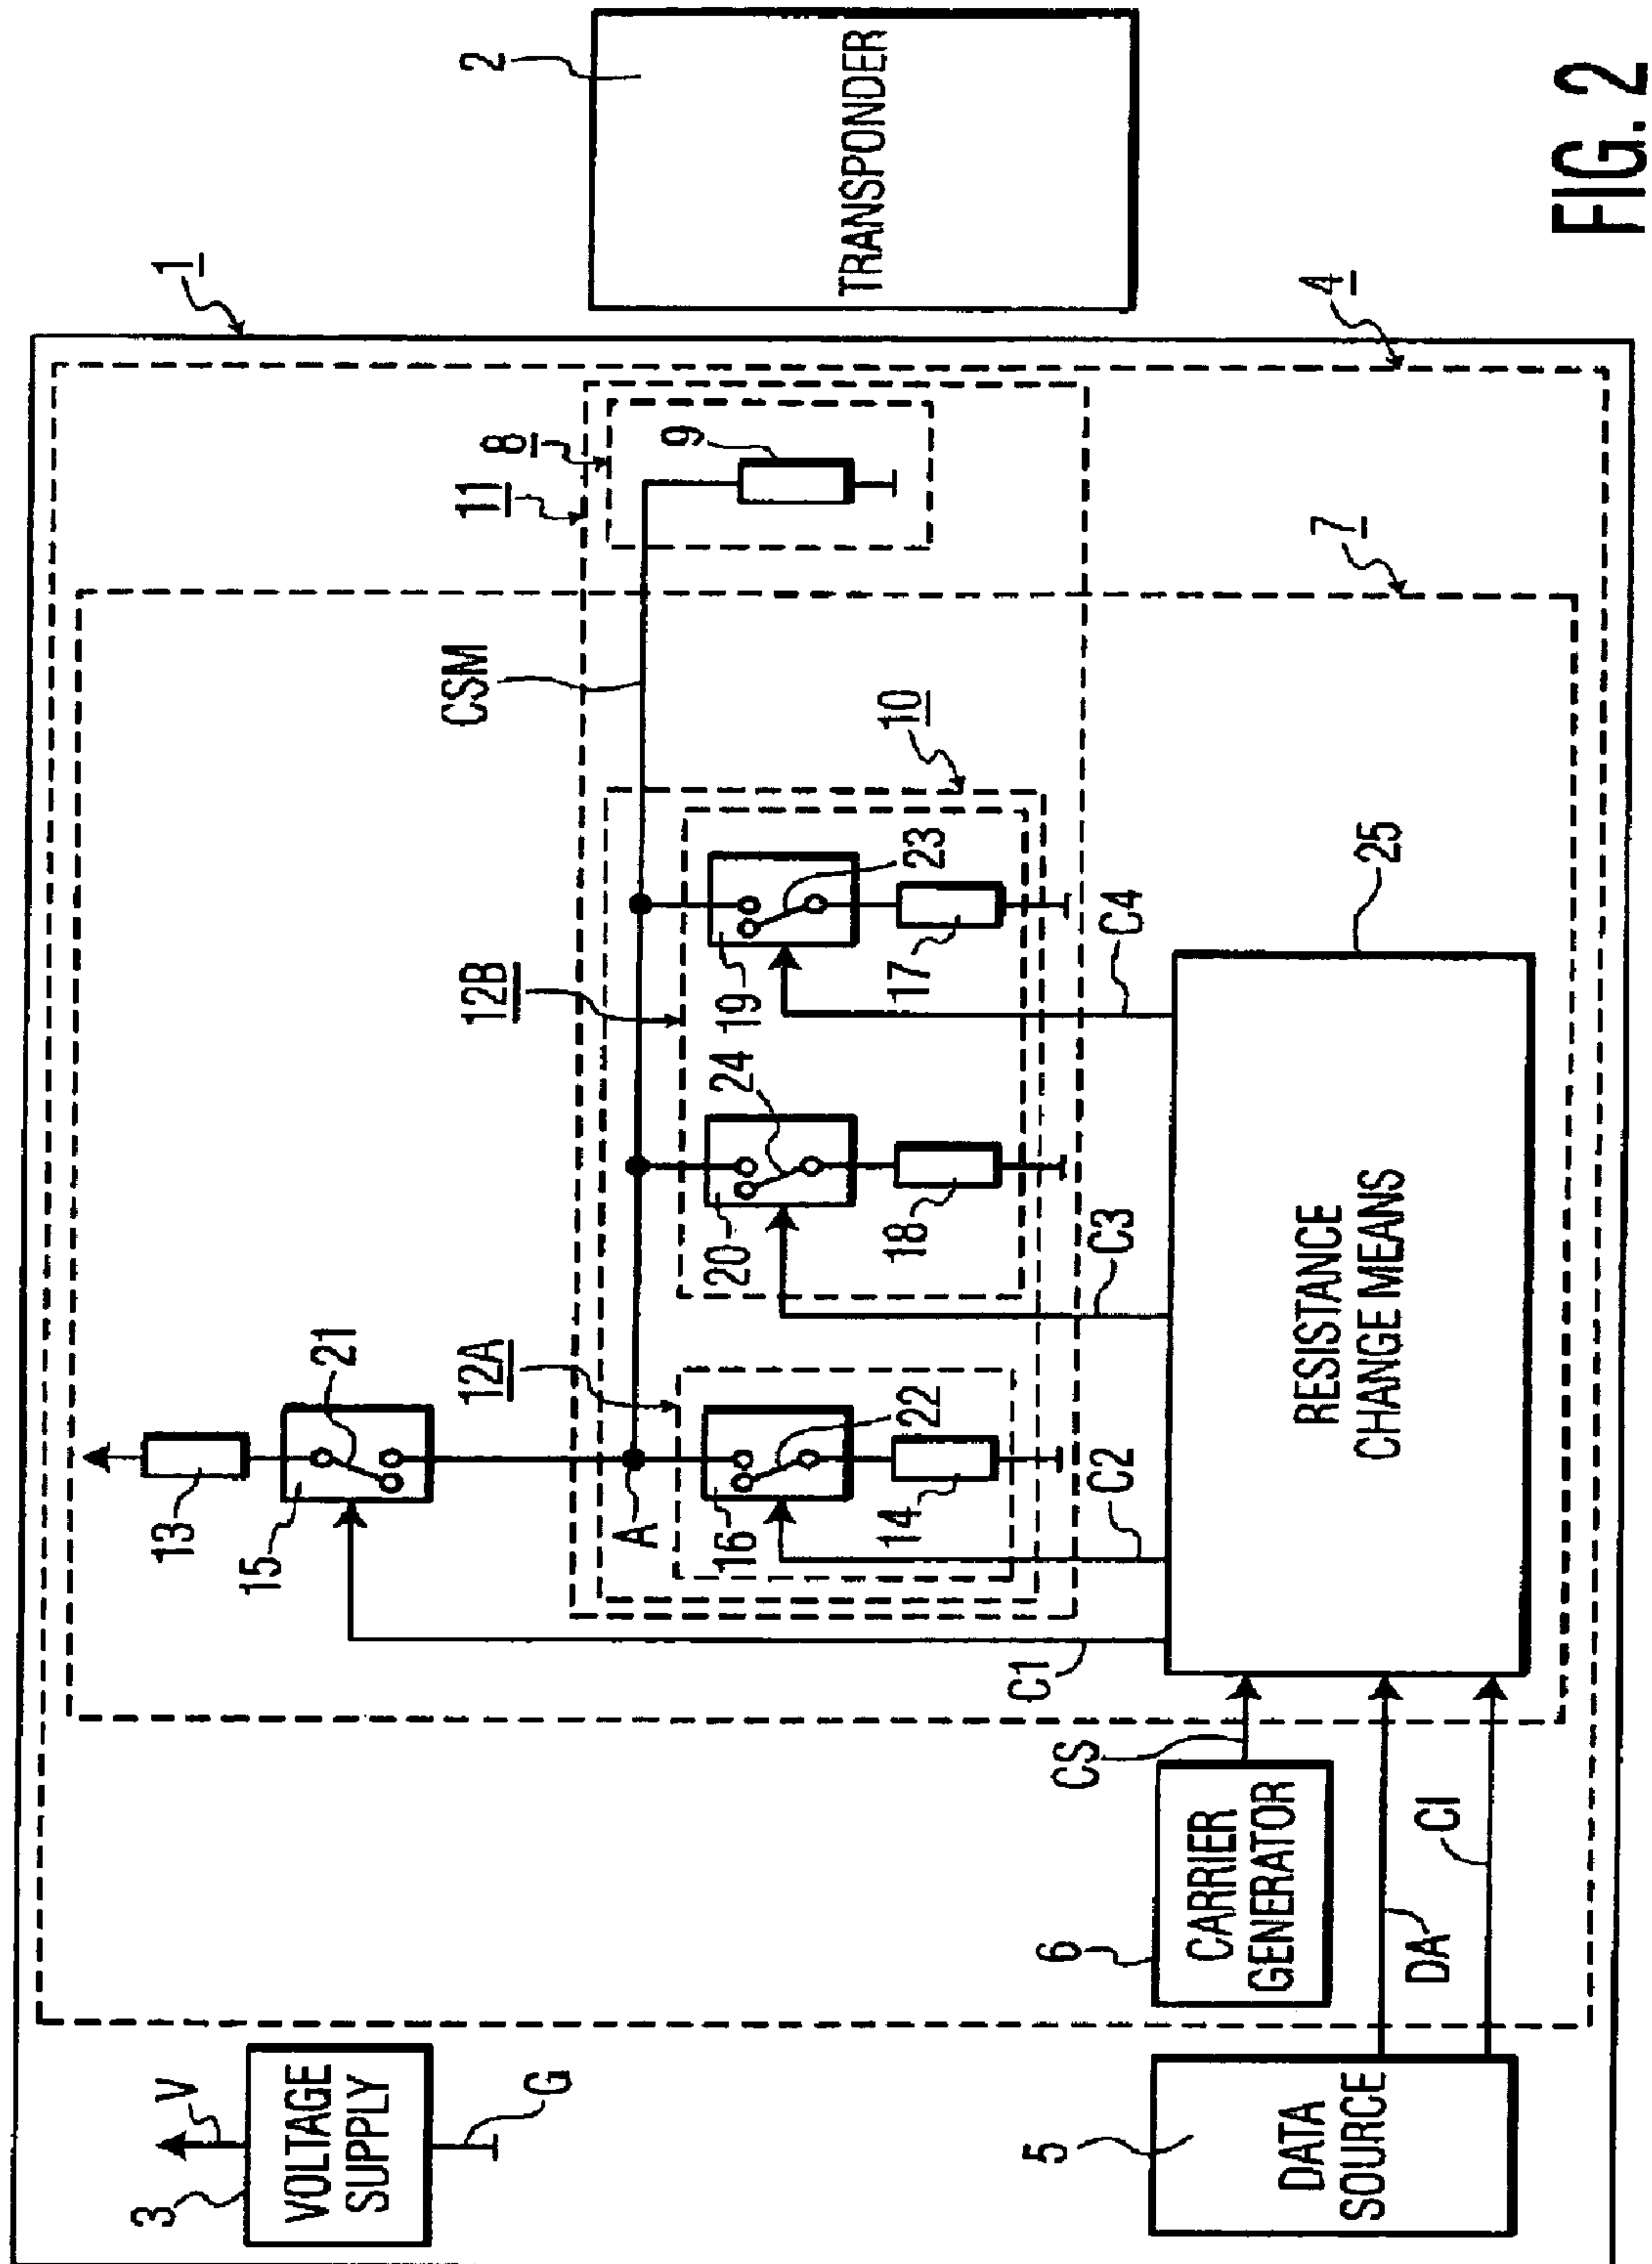 1
2
TRANSPONDER
3
V
VOLTAGE
SUPPLY
G
13
15
21
11
8
9
CSM
4
7
12A
12B
10
A
16
22
14
20
24
18
19
23
17
C1
C2
C3
C4
25
RESISTANCE
CHANGE MEANS
CS
6
CARRIER
GENERATOR
5
DATA
SOURCE
DA
CI
FIG. 2